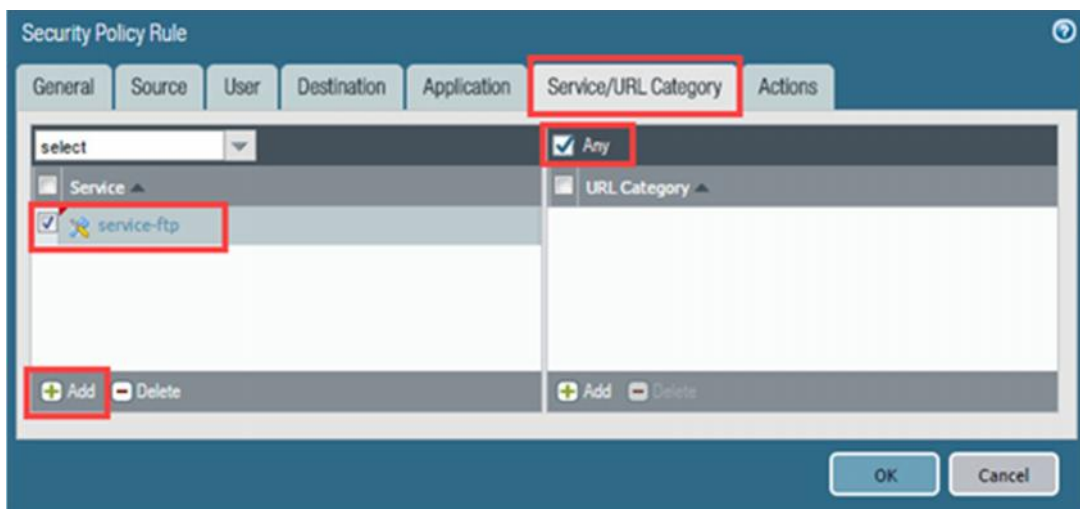 Security Policy Rule
General Source User Destination Application Service/URL Category Actions
select
Any
Service
URL Category
service-ftp
Add Delete
Add Delete
OK Cancel